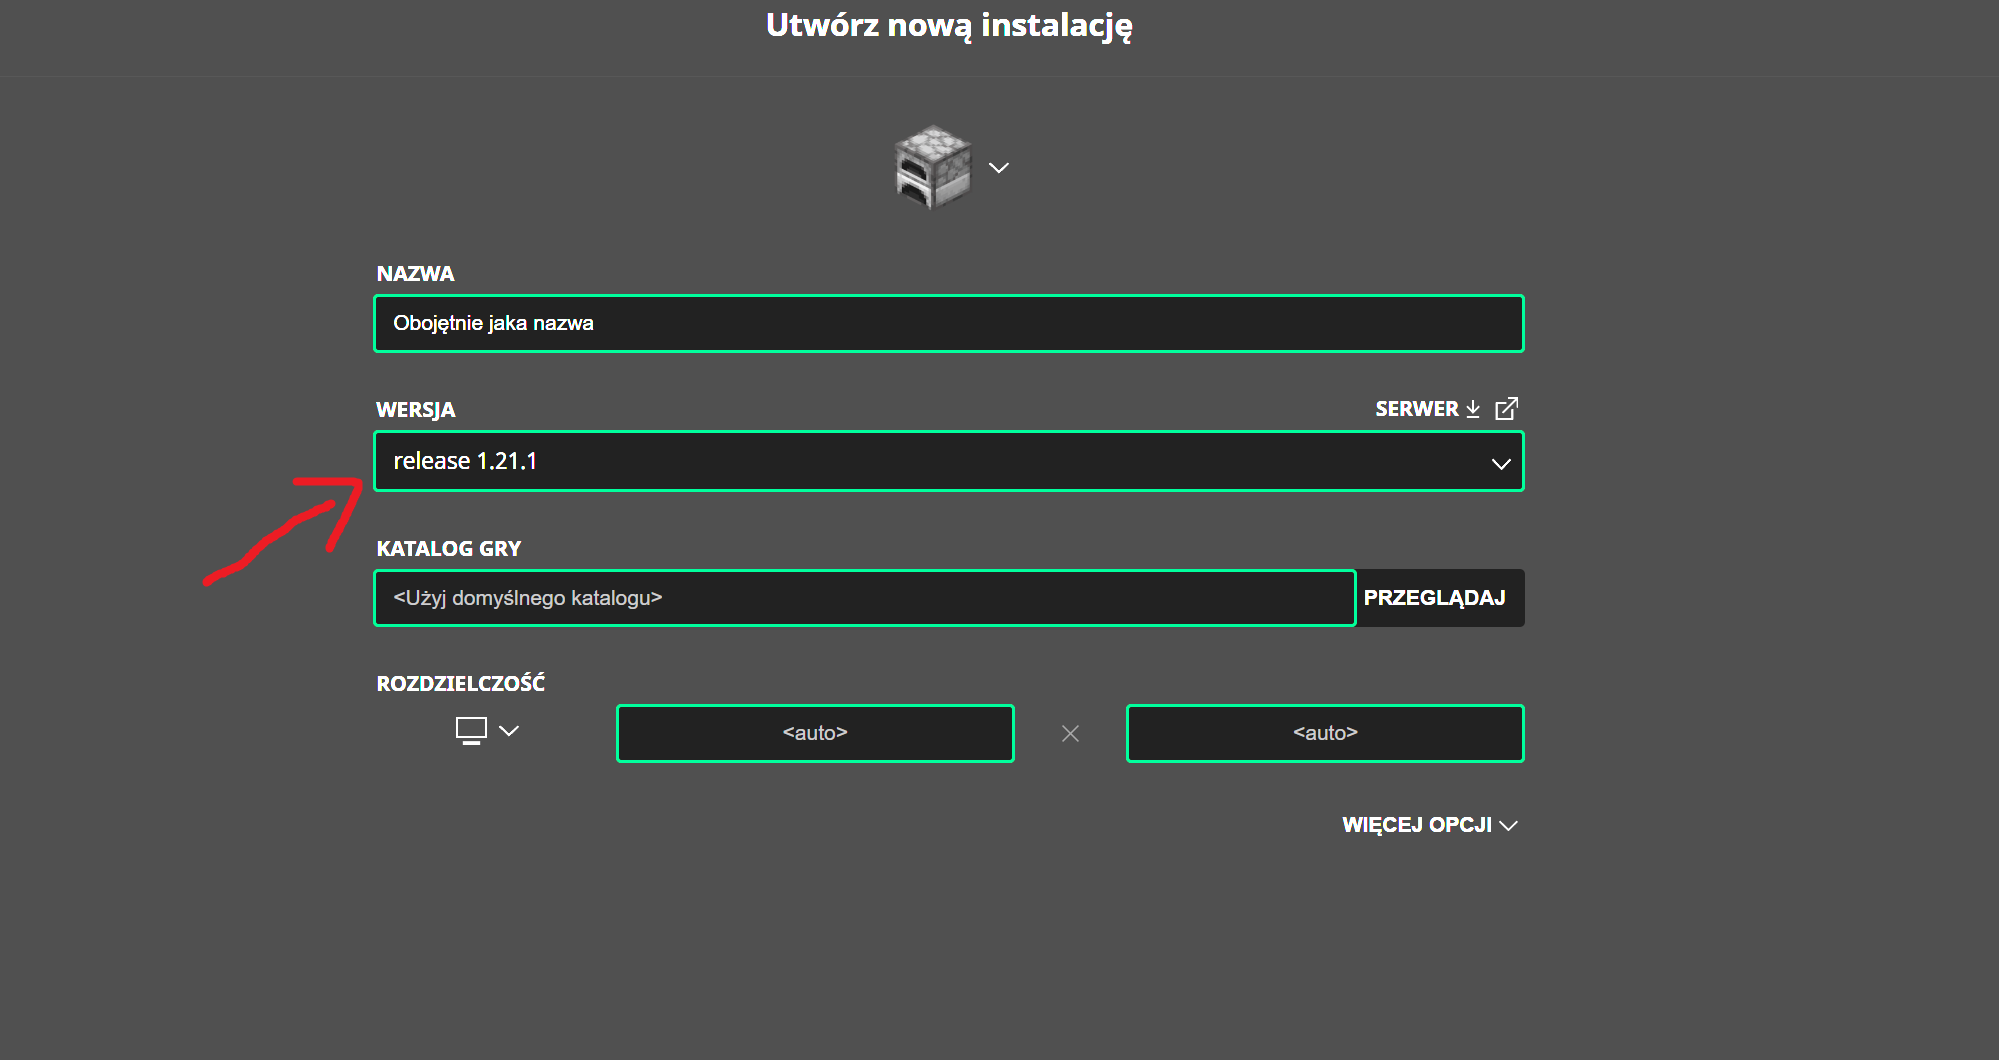 Utwórz nową instalację
NAZWA
Obojętnie jaka nazwa
WERSJA
SERWER
release 1.21.1
KATALOG GRY
<Użyj domyślnego katalogu>
PRZEGLĄDAJ
ROZDZIELCZOŚĆ
<auto>
<auto>
WIĘCEJ OPCJI